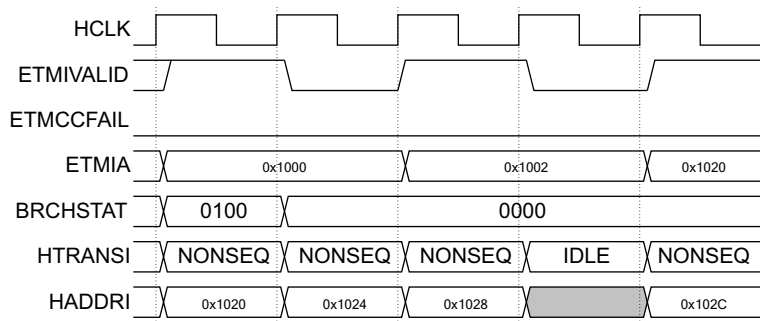 HCLK
ETMIVALID
ETMCCFAIL
ETMIA 0x1000 0x1002 0x1020
BRCHSTAT 0100 0000
HTRANSI NONSEQ NONSEQ NONSEQ IDLE NONSEQ
HADDRI 0x1020 0x1024 0x1028 0x102C